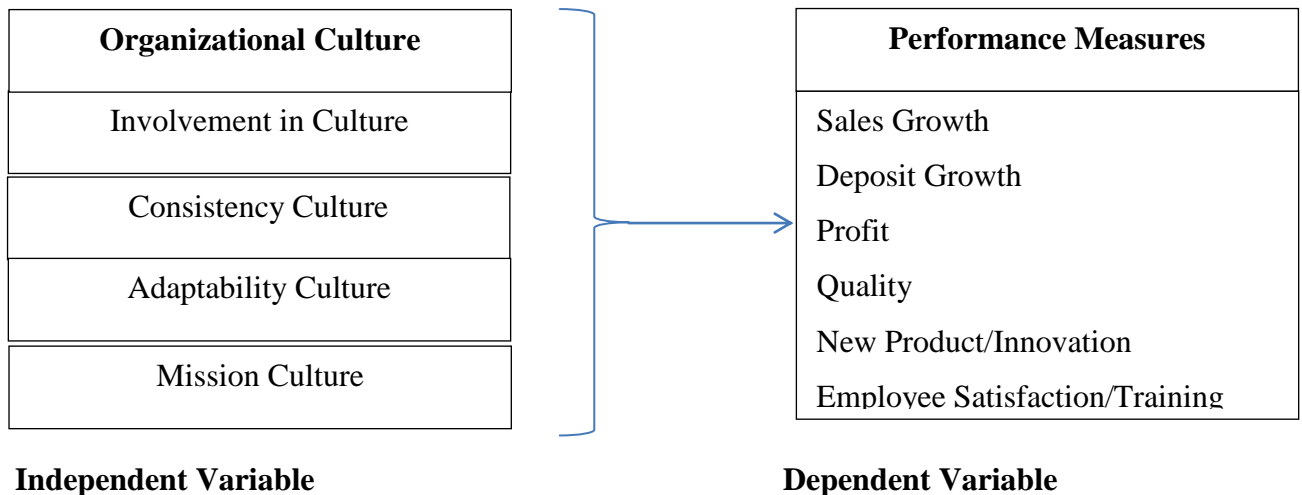 Organizational Culture
Involvement in Culture
Consistency Culture
Adaptability Culture
Mission Culture
Independent Variable
Performance Measures
Sales Growth
Deposit Growth
Profit
Quality
New Product/Innovation
Employee Satisfaction/Training
Dependent Variable